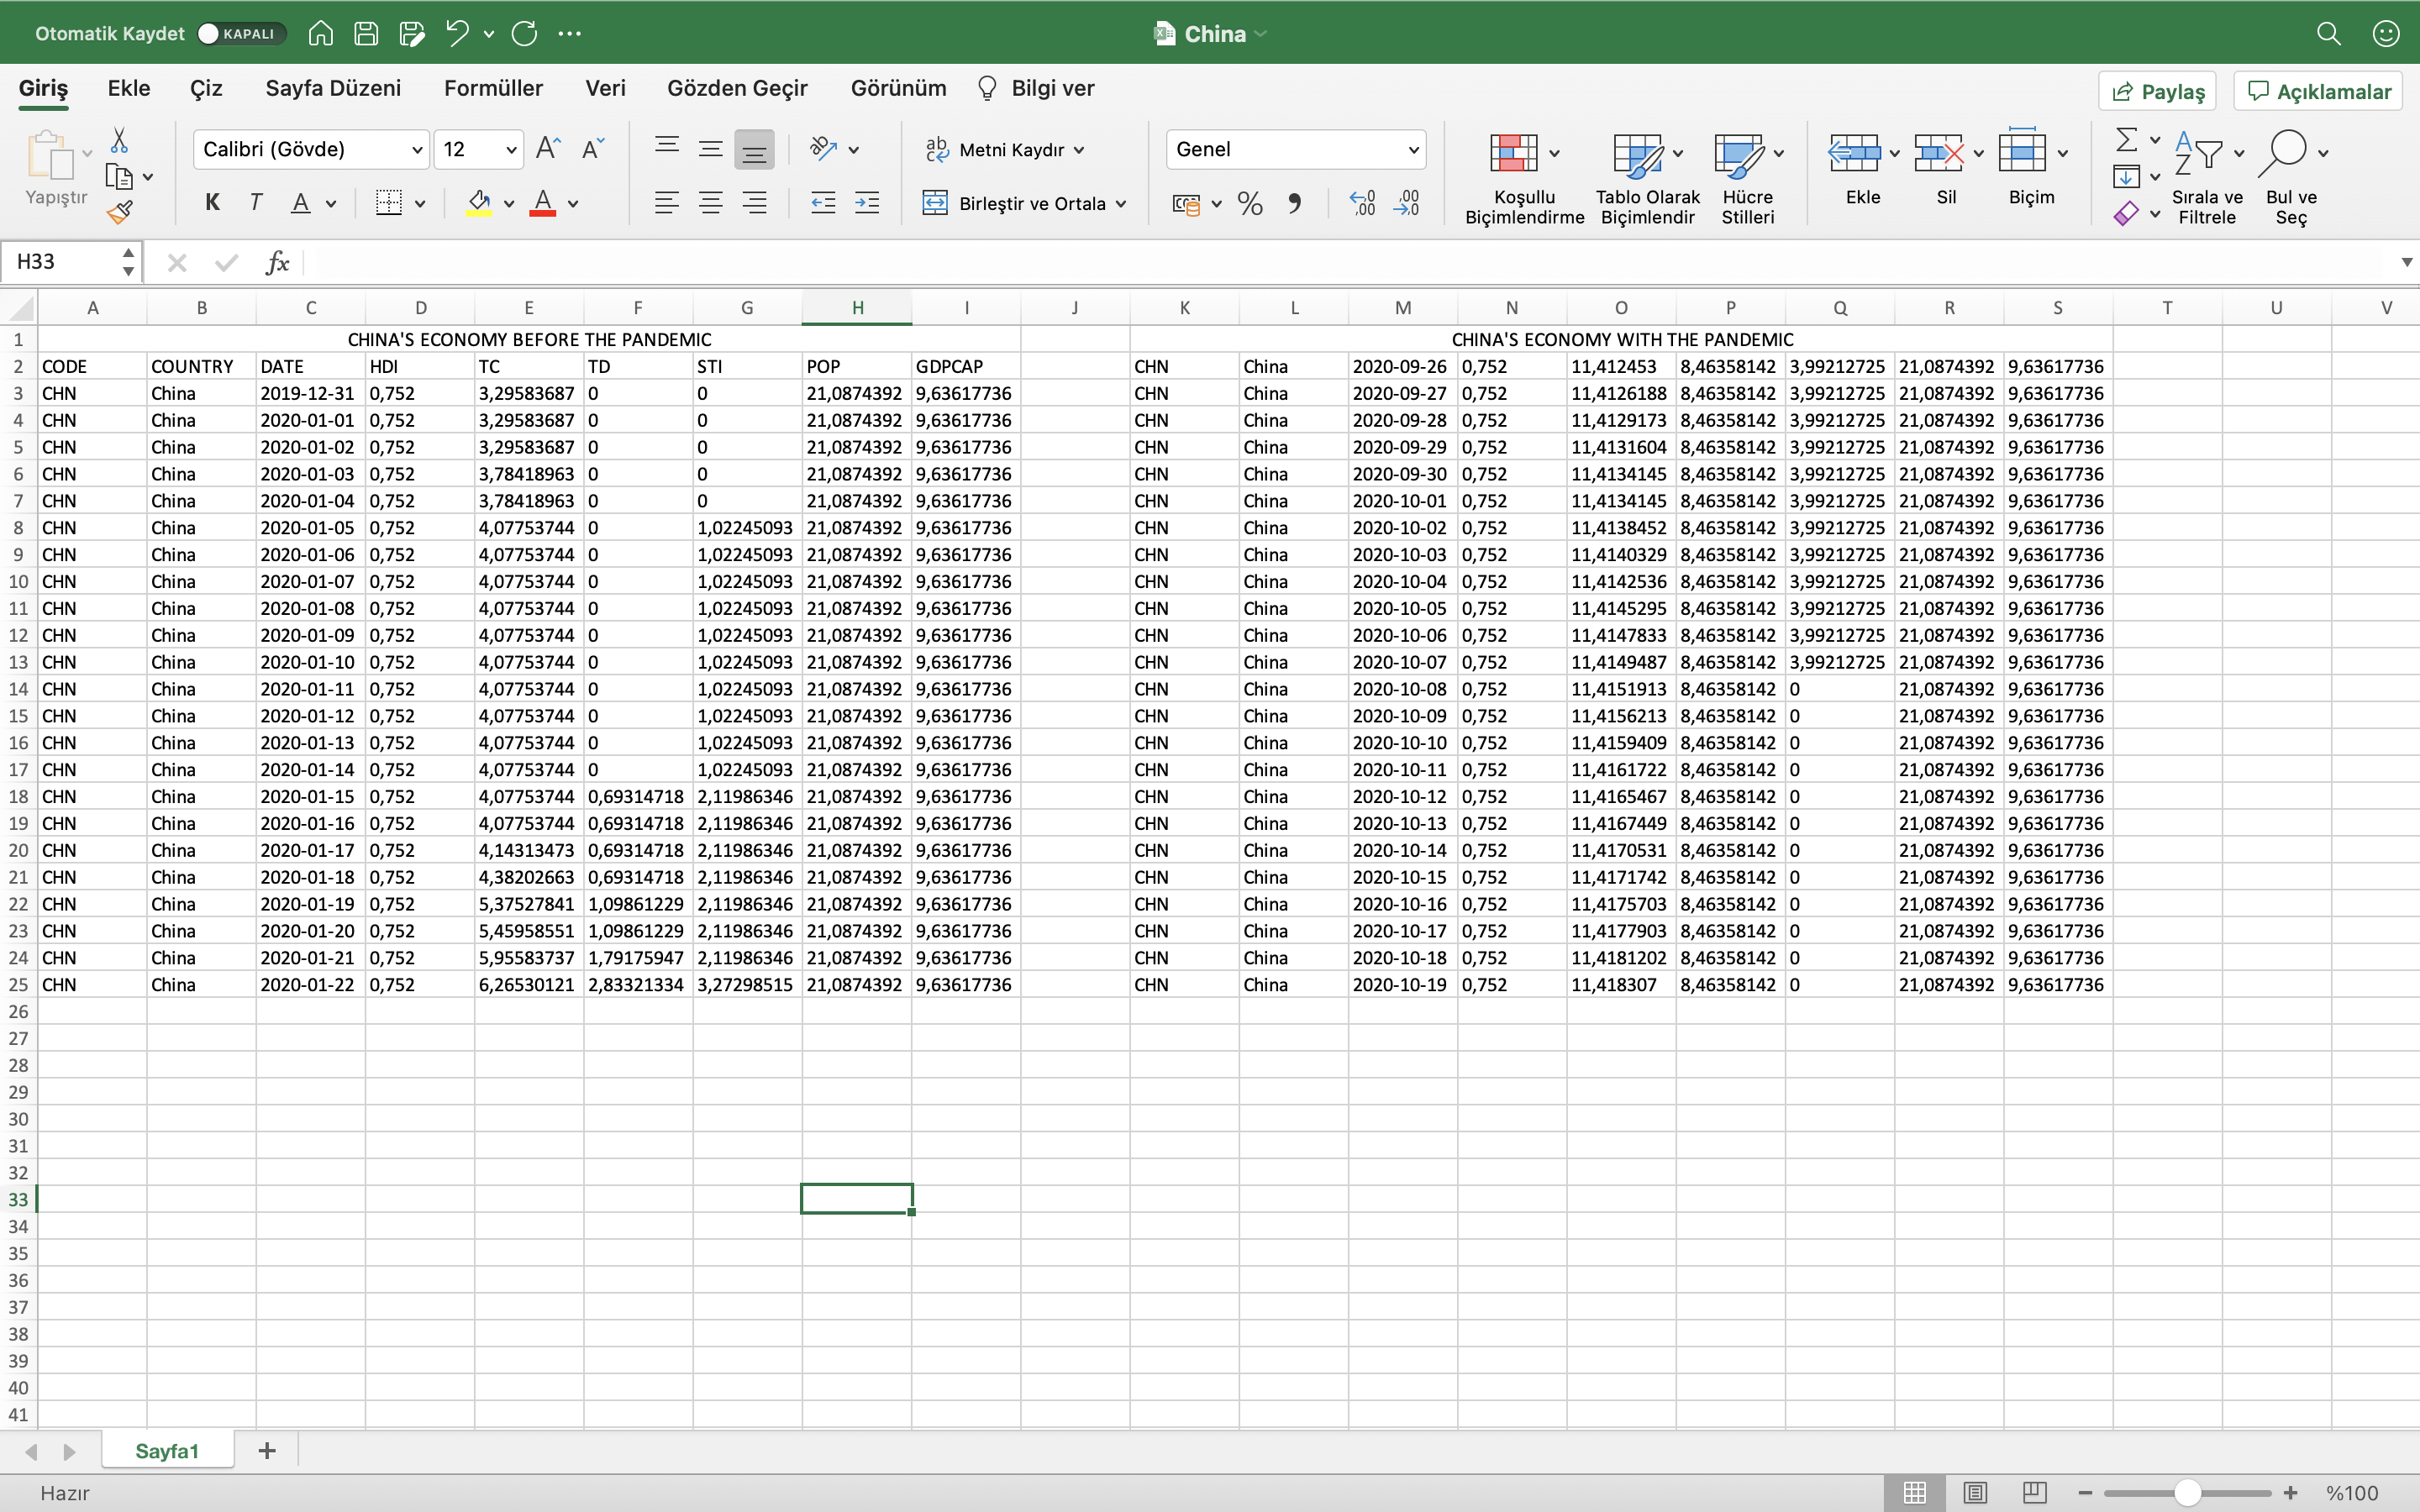 Otomatik Kaydet KAPALI China
Giriş Ekle Çiz Sayfa Düzeni Formüller Veri Gözden Geçir Görünüm Bilgi ver Paylaş Açıklamalar
Yapıştır Calibri (Gövde) 12 Metni Kaydır Genel
K T A A Birleştir ve Ortala % Koşullu Biçimlendirme Tablo Olarak Biçimlendir Hücre Stilleri Ekle Sil Biçim Sırala ve Filtrele Bul ve Seç
H33 fx
A B C D E F G H I J K L M N O P Q R S T U V
1 CHINA'S ECONOMY BEFORE THE PANDEMIC CHINA'S ECONOMY WITH THE PANDEMIC
2 CODE COUNTRY DATE HDI TC TD STI POP GDPCAP CHN China 2020-09-26 0,752 11,412453 8,46358142 3,99212725 21,0874392 9,63617736
3 CHN China 2019-12-31 0,752 3,29583687 0 0 21,0874392 9,63617736 CHN China 2020-09-27 0,752 11,4126188 8,46358142 3,99212725 21,0874392 9,63617736
4 CHN China 2020-01-01 0,752 3,29583687 0 0 21,0874392 9,63617736 CHN China 2020-09-28 0,752 11,4129173 8,46358142 3,99212725 21,0874392 9,63617736
5 CHN China 2020-01-02 0,752 3,29583687 0 0 21,0874392 9,63617736 CHN China 2020-09-29 0,752 11,4131604 8,46358142 3,99212725 21,0874392 9,63617736
6 CHN China 2020-01-03 0,752 3,78418963 0 0 21,0874392 9,63617736 CHN China 2020-09-30 0,752 11,4134145 8,46358142 3,99212725 21,0874392 9,63617736
7 CHN China 2020-01-04 0,752 3,78418963 0 0 21,0874392 9,63617736 CHN China 2020-10-01 0,752 11,4134145 8,46358142 3,99212725 21,0874392 9,63617736
8 CHN China 2020-01-05 0,752 4,07753744 0 1,02245093 21,0874392 9,63617736 CHN China 2020-10-02 0,752 11,4138452 8,46358142 3,99212725 21,0874392 9,63617736
9 CHN China 2020-01-06 0,752 4,07753744 0 1,02245093 21,0874392 9,63617736 CHN China 2020-10-03 0,752 11,4140329 8,46358142 3,99212725 21,0874392 9,63617736
10 CHN China 2020-01-07 0,752 4,07753744 0 1,02245093 21,0874392 9,63617736 CHN China 2020-10-04 0,752 11,4142536 8,46358142 3,99212725 21,0874392 9,63617736
11 CHN China 2020-01-08 0,752 4,07753744 0 1,02245093 21,0874392 9,63617736 CHN China 2020-10-05 0,752 11,4145295 8,46358142 3,99212725 21,0874392 9,63617736
12 CHN China 2020-01-09 0,752 4,07753744 0 1,02245093 21,0874392 9,63617736 CHN China 2020-10-06 0,752 11,4147833 8,46358142 3,99212725 21,0874392 9,63617736
13 CHN China 2020-01-10 0,752 4,07753744 0 1,02245093 21,0874392 9,63617736 CHN China 2020-10-07 0,752 11,4149487 8,46358142 3,99212725 21,0874392 9,63617736
14 CHN China 2020-01-11 0,752 4,07753744 0 1,02245093 21,0874392 9,63617736 CHN China 2020-10-08 0,752 11,4151913 8,46358142 0 21,0874392 9,63617736
15 CHN China 2020-01-12 0,752 4,07753744 0 1,02245093 21,0874392 9,63617736 CHN China 2020-10-09 0,752 11,4156213 8,46358142 0 21,0874392 9,63617736
16 CHN China 2020-01-13 0,752 4,07753744 0 1,02245093 21,0874392 9,63617736 CHN China 2020-10-10 0,752 11,4159409 8,46358142 0 21,0874392 9,63617736
17 CHN China 2020-01-14 0,752 4,07753744 0 1,02245093 21,0874392 9,63617736 CHN China 2020-10-11 0,752 11,4161722 8,46358142 0 21,0874392 9,63617736
18 CHN China 2020-01-15 0,752 4,07753744 0,69314718 2,11986346 21,0874392 9,63617736 CHN China 2020-10-12 0,752 11,4165467 8,46358142 0 21,0874392 9,63617736
19 CHN China 2020-01-16 0,752 4,07753744 0,69314718 2,11986346 21,0874392 9,63617736 CHN China 2020-10-13 0,752 11,4167449 8,46358142 0 21,0874392 9,63617736
20 CHN China 2020-01-17 0,752 4,14313473 0,69314718 2,11986346 21,0874392 9,63617736 CHN China 2020-10-14 0,752 11,4170531 8,46358142 0 21,0874392 9,63617736
21 CHN China 2020-01-18 0,752 4,38202663 0,69314718 2,11986346 21,0874392 9,63617736 CHN China 2020-10-15 0,752 11,4171742 8,46358142 0 21,0874392 9,63617736
22 CHN China 2020-01-19 0,752 5,37527841 1,09861229 2,11986346 21,0874392 9,63617736 CHN China 2020-10-16 0,752 11,4175703 8,46358142 0 21,0874392 9,63617736
23 CHN China 2020-01-20 0,752 5,45958551 1,09861229 2,11986346 21,0874392 9,63617736 CHN China 2020-10-17 0,752 11,4177903 8,46358142 0 21,0874392 9,63617736
24 CHN China 2020-01-21 0,752 5,95583737 1,79175947 2,11986346 21,0874392 9,63617736 CHN China 2020-10-18 0,752 11,4181202 8,46358142 0 21,0874392 9,63617736
25 CHN China 2020-01-22 0,752 6,26530121 2,83321334 3,27298515 21,0874392 9,63617736 CHN China 2020-10-19 0,752 11,418307 8,46358142 0 21,0874392 9,63617736
26
27
28
29
30
31
32
33
34
35
36
37
38
39
40
41
Sayfa1 +
Hazır %100